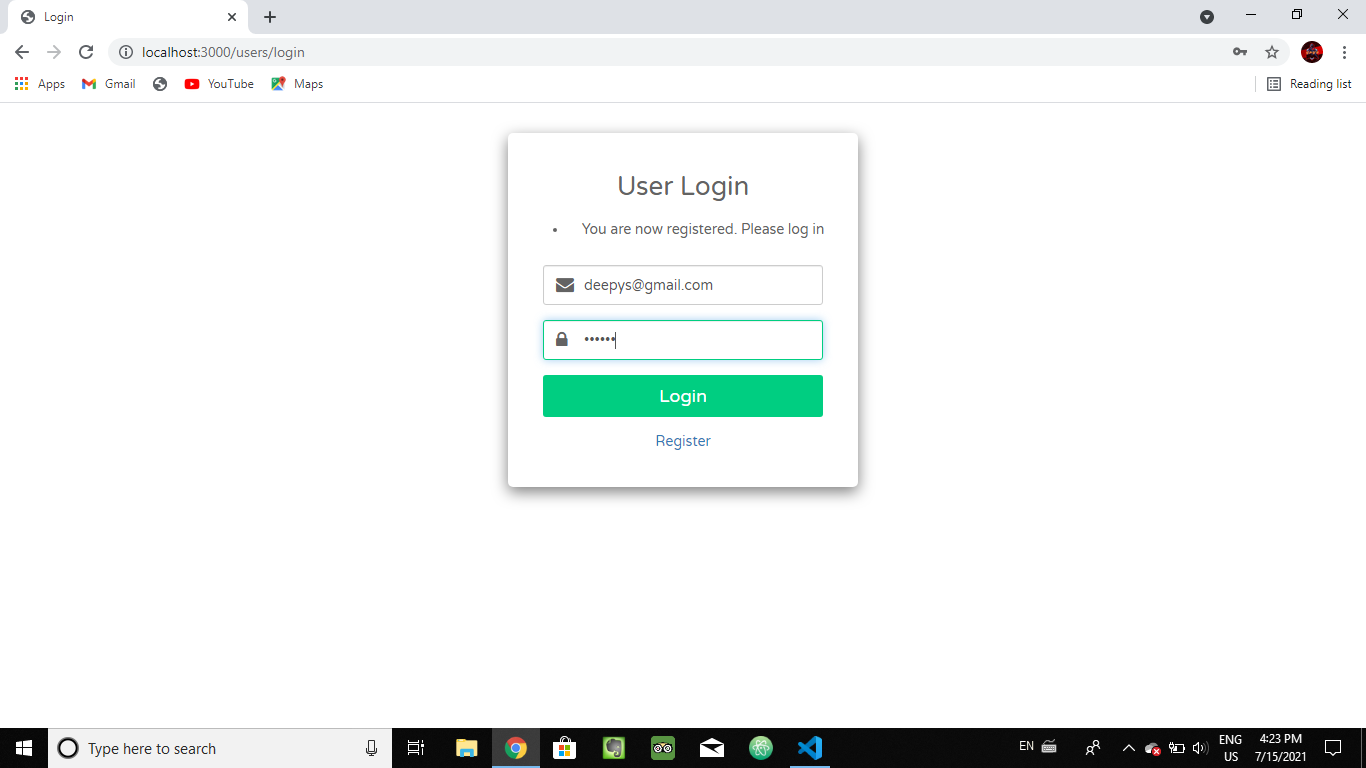 Login
localhost:3000/users/login
Apps
Gmail
YouTube
Maps
Reading list
User Login
• You are now registered. Please log in
deepys@gmail.com
••••••
Login
Register
Type here to search
EN
ENG
US
4:23 PM
7/15/2021